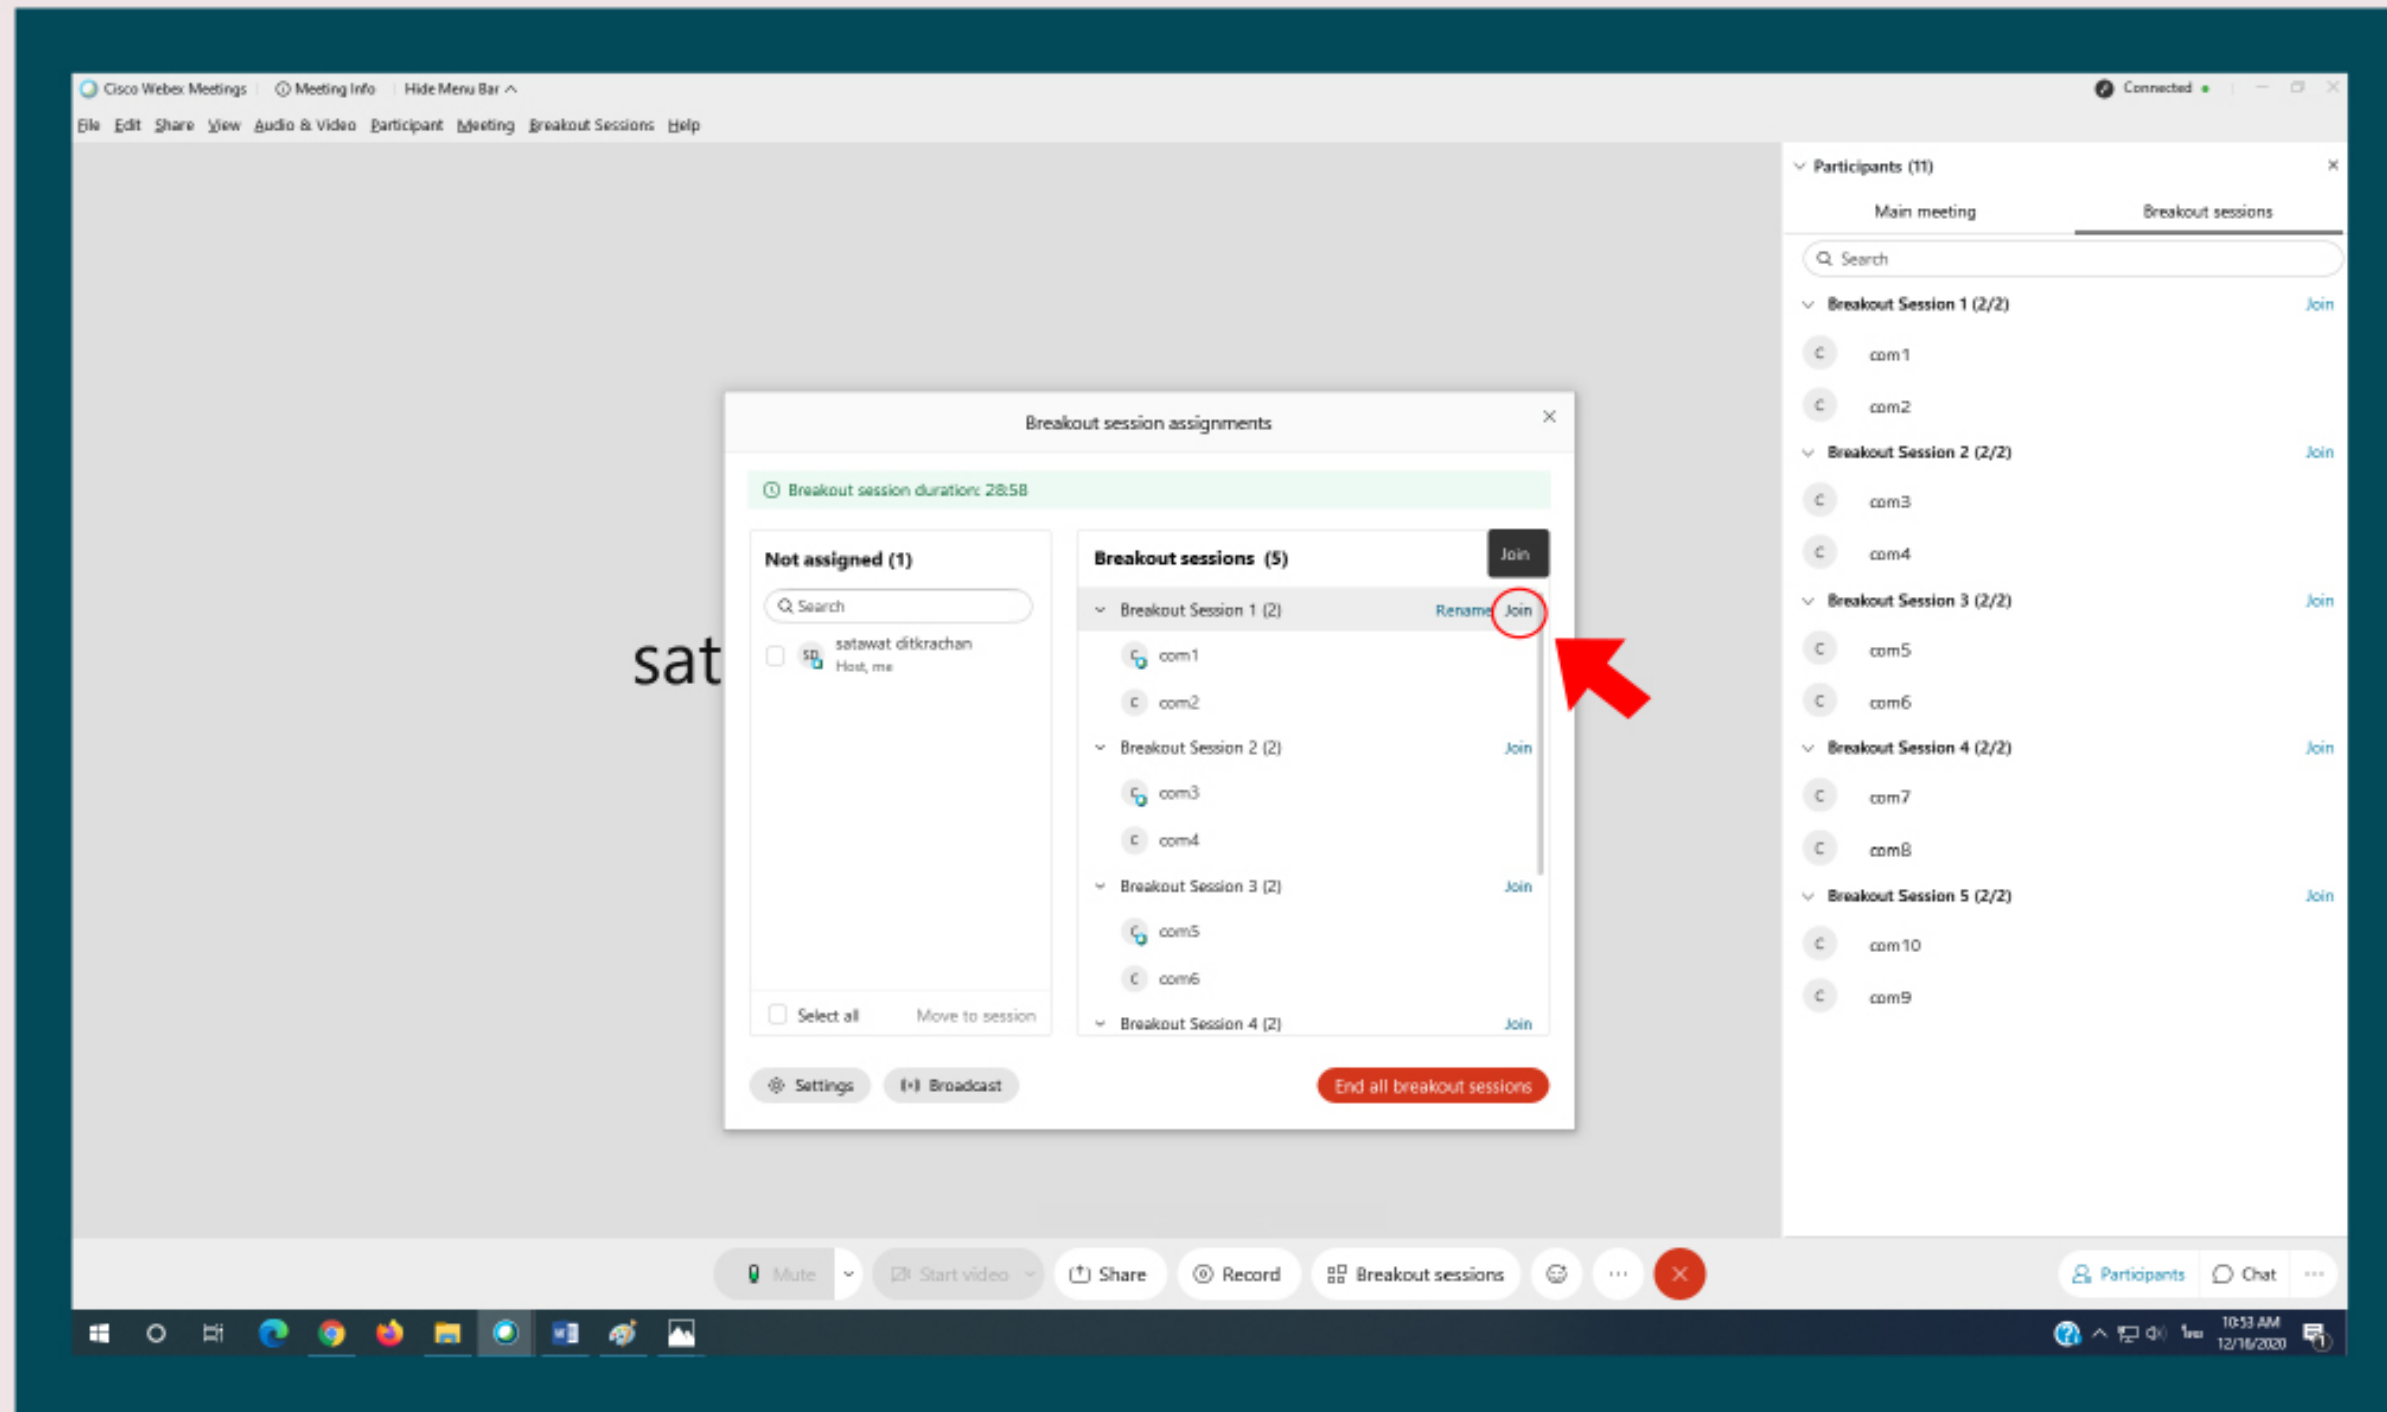 Cisco Webex Meetings Meeting Info Hide Menu Bar
Connected
File Edit Share View Audio & Video Participant Meeting Breakout Sessions Help
sat
Breakout session assignments
Breakout session duration: 28:58
Not assigned (1)
Search
SD satawat ditkrachan
Host, me
Select all Move to session
Breakout sessions (5)
Join
Breakout Session 1 (2) Rename Join
C com1
C com2
Breakout Session 2 (2) Join
C com3
C com4
Breakout Session 3 (2) Join
C com5
C com6
Breakout Session 4 (2) Join
Settings Broadcast End all breakout sessions
Participants (11)
Main meeting Breakout sessions
Search
Breakout Session 1 (2/2) Join
C com1
C com2
Breakout Session 2 (2/2) Join
C com3
C com4
Breakout Session 3 (2/2) Join
C com5
C com6
Breakout Session 4 (2/2) Join
C com7
C com8
Breakout Session 5 (2/2) Join
C com10
C com9
Mute Start video Share Record Breakout sessions
Participants Chat
10:53 AM
12/16/2020